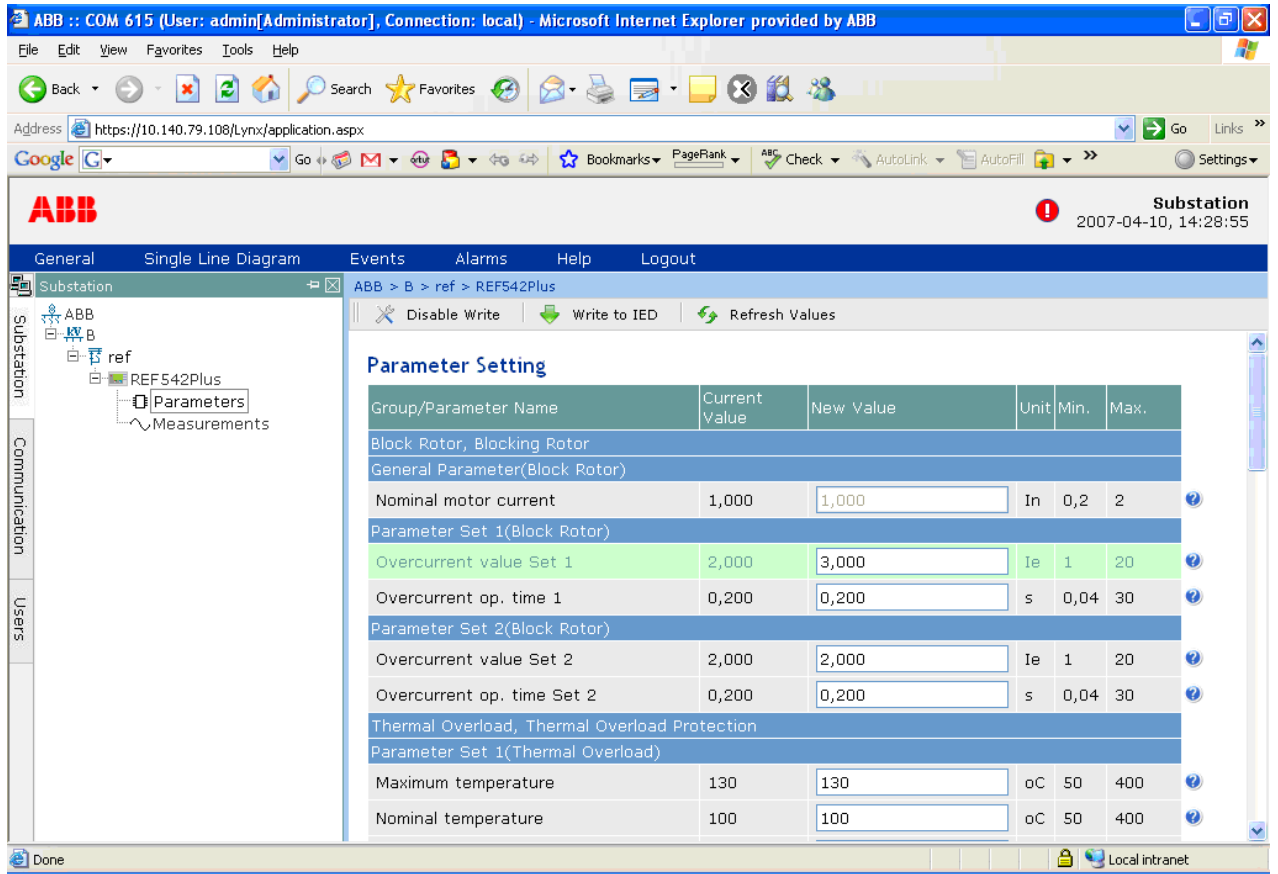 ABB :: COM 615 (User: admin[Administrator], Connection: local) - Microsoft Internet Explorer provided by ABB
File Edit View Favorites Tools Help
Back Search Favorites
Address https://10.140.79.108/Lynx/application.aspx Go Links »
Google G Go Bookmarks PageRank ABC Check AutoLink AutoFill » Settings
ABB
Substation
2007-04-10, 14:28:55
General Single Line Diagram Events Alarms Help Logout
Substation
ABB > B > ref > REF542Plus
Substation
Communication
Users
ABB
KV B
ref
REF542Plus
Parameters
Measurements
Disable Write Write to IED Refresh Values
Parameter Setting
Group/Parameter Name Current Value New Value Unit Min. Max.
Block Rotor, Blocking Rotor
General Parameter(Block Rotor)
Nominal motor current 1,000 1,000 In 0,2 2
Parameter Set 1(Block Rotor)
Overcurrent value Set 1 2,000 3,000 Ie 1 20
Overcurrent op. time 1 0,200 0,200 s 0,04 30
Parameter Set 2(Block Rotor)
Overcurrent value Set 2 2,000 2,000 Ie 1 20
Overcurrent op. time Set 2 0,200 0,200 s 0,04 30
Thermal Overload, Thermal Overload Protection
Parameter Set 1(Thermal Overload)
Maximum temperature 130 130 oC 50 400
Nominal temperature 100 100 oC 50 400
Done Local intranet